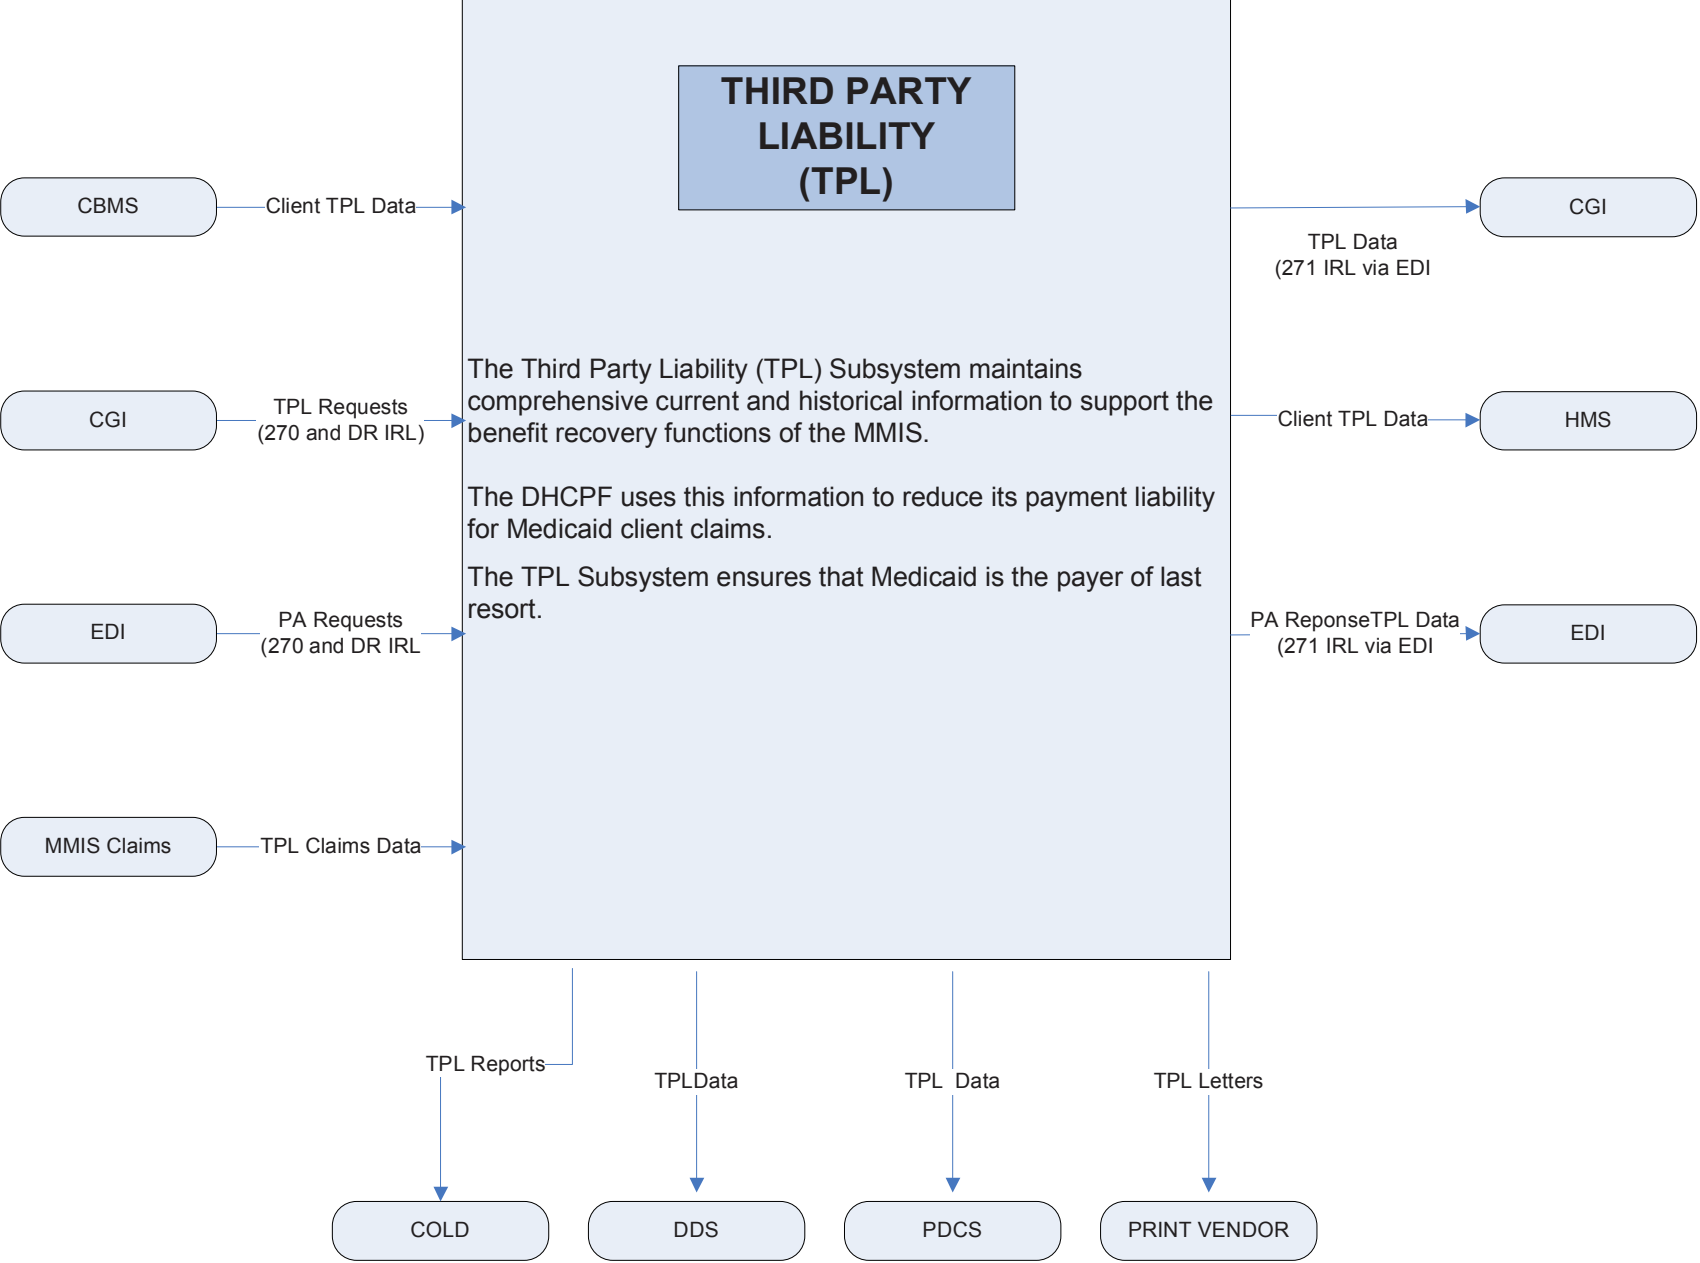 THIRD PARTY
LIABILITY
(TPL)
CBMS
Client TPL Data
CGI
TPL Data
(271 IRL via EDI
The Third Party Liability (TPL) Subsystem maintains
comprehensive current and historical information to support the
benefit recovery functions of the MMIS.
The DHCPF uses this information to reduce its payment liability
for Medicaid client claims.
The TPL Subsystem ensures that Medicaid is the payer of last
resort.
CGI
TPL Requests
(270 and DR IRL)
Client TPL Data
HMS
EDI
PA Requests
(270 and DR IRL
PA ReponseTPL Data
(271 IRL via EDI
EDI
MMIS Claims
TPL Claims Data
TPL Reports
TPLData
TPL  Data
TPL Letters
COLD
DDS
PDCS
PRINT VENDOR